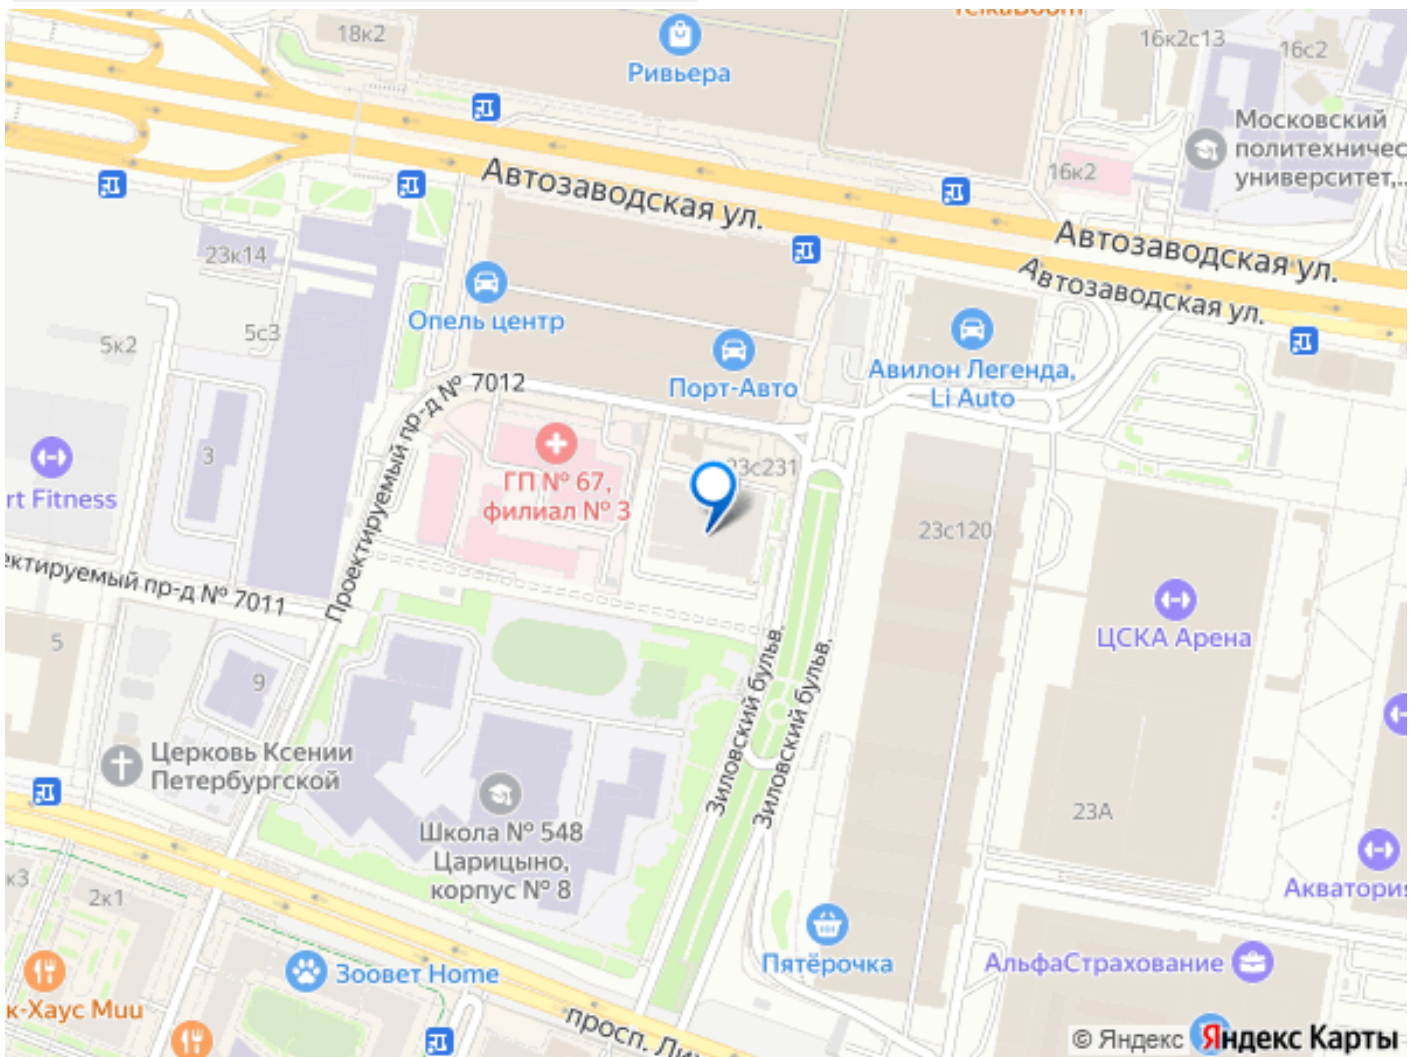 18к2
Ривьера
16к2с13
16с2
Московский
политехничес
университет,..
16к2
Автозаводская ул.
Автозаводская ул.
Автозаводская ул.
23к14
Опель центр
5с3
5к2
Порт-Авто
Авилон Легенда,
Li Auto
Проектируемый пр-д № 7012
3
rt Fitness
ГП № 67,
филиал № 3
23с231
23с120
ектируемый пр-д № 7011
ЦСКА Арена
5
9
Зиловский бульв.
Зиловский бульв.
Церковь Ксении
Петербургской
Школа № 548
Царицыно,
корпус № 8
23А
к3
2к1
Акватория
Зоовет Home
Пятёрочка
АльфаСтрахование
к-Хаус Muu
просп. Ли
© Яндекс Яндекс Карты